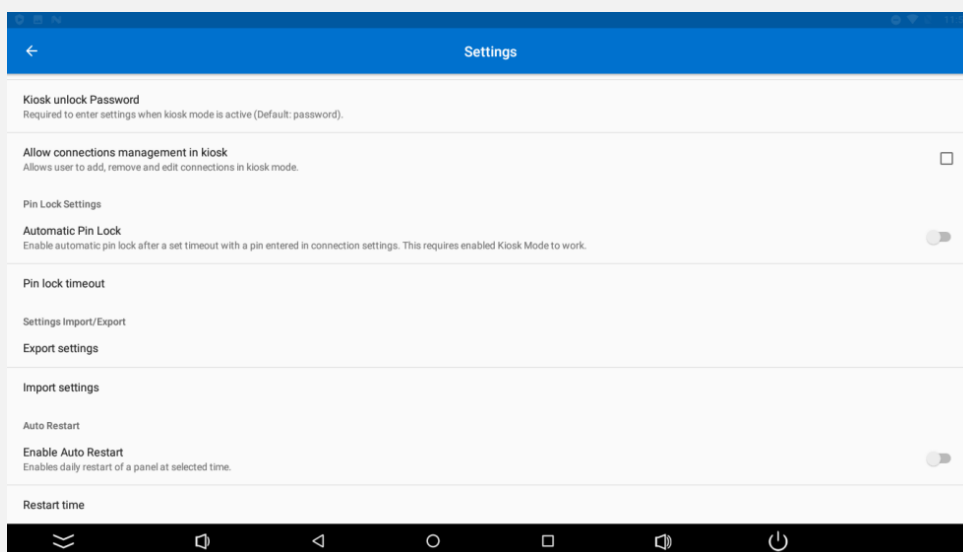 Settings
Kiosk unlock Password
Required to enter settings when kiosk mode is active (Default: password).
Allow connections management in kiosk
Allows user to add, remove and edit connections in kiosk mode.
Pin Lock Settings
Automatic Pin Lock
Enable automatic pin lock after a set timeout with a pin entered in connection settings. This requires enabled Kiosk Mode to work.
Pin lock timeout
Settings Import/Export
Export settings
Import settings
Auto Restart
Enable Auto Restart
Enables daily restart of a panel at selected time.
Restart time